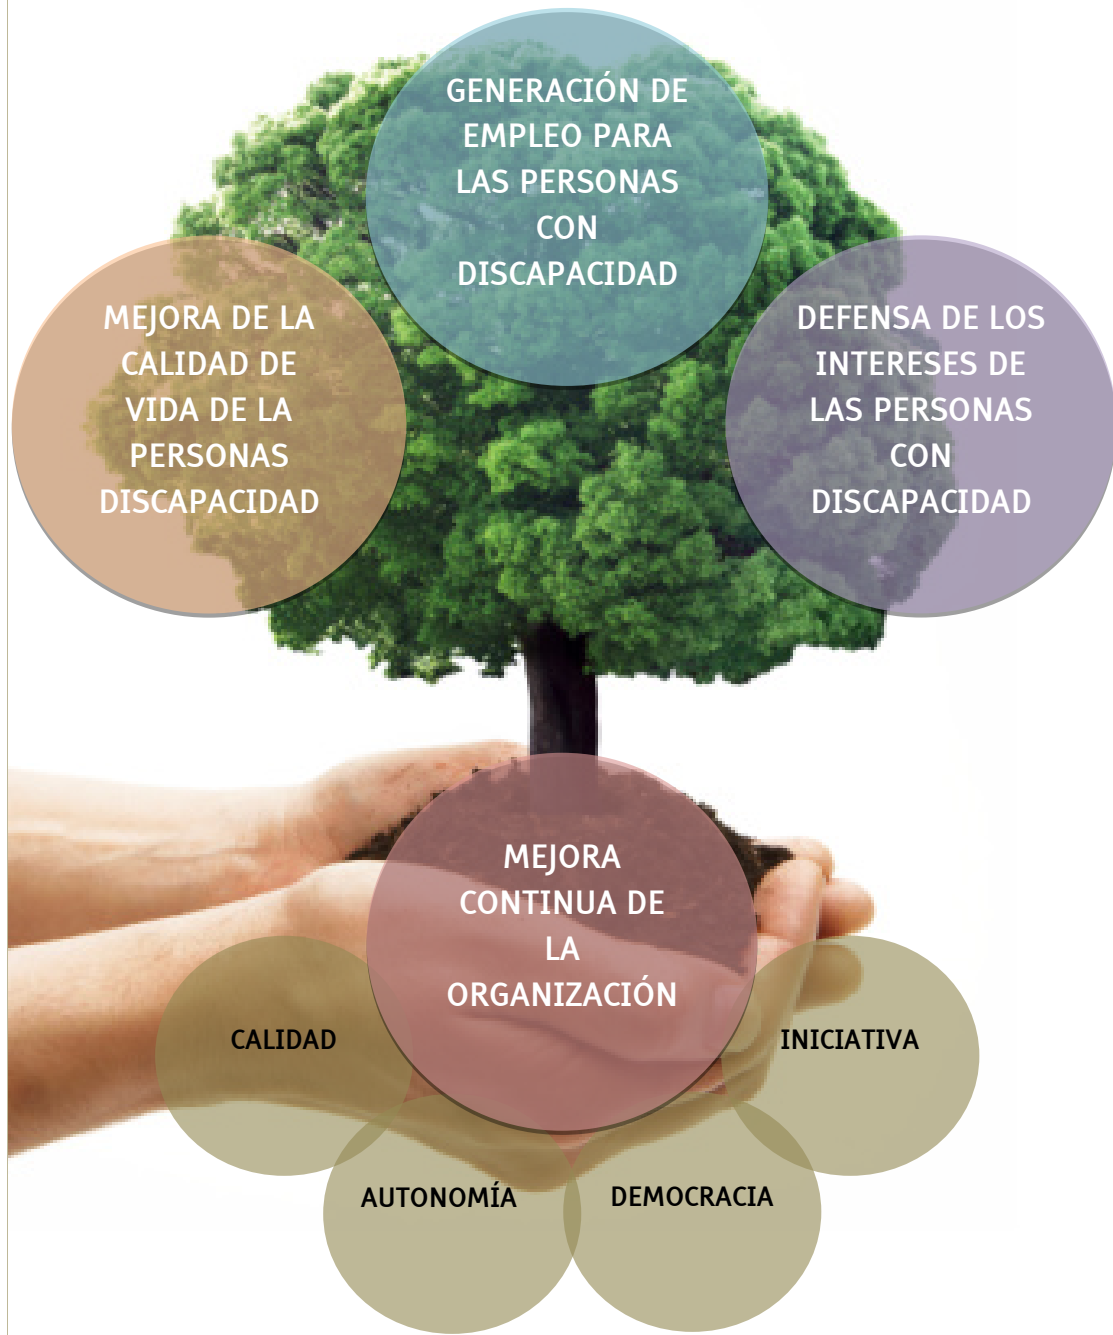 GENERACIÓN DE
EMPLEO PARA
LAS PERSONAS
CON
DISCAPACIDAD
MEJORA DE LA
CALIDAD DE
VIDA DE LA
PERSONAS
DISCAPACIDAD
DEFENSA DE LOS
INTERESES DE
LAS PERSONAS
CON
DISCAPACIDAD
MEJORA
CONTINUA DE
LA
ORGANIZACIÓN
CALIDAD
AUTONOMÍA
DEMOCRACIA
INICIATIVA